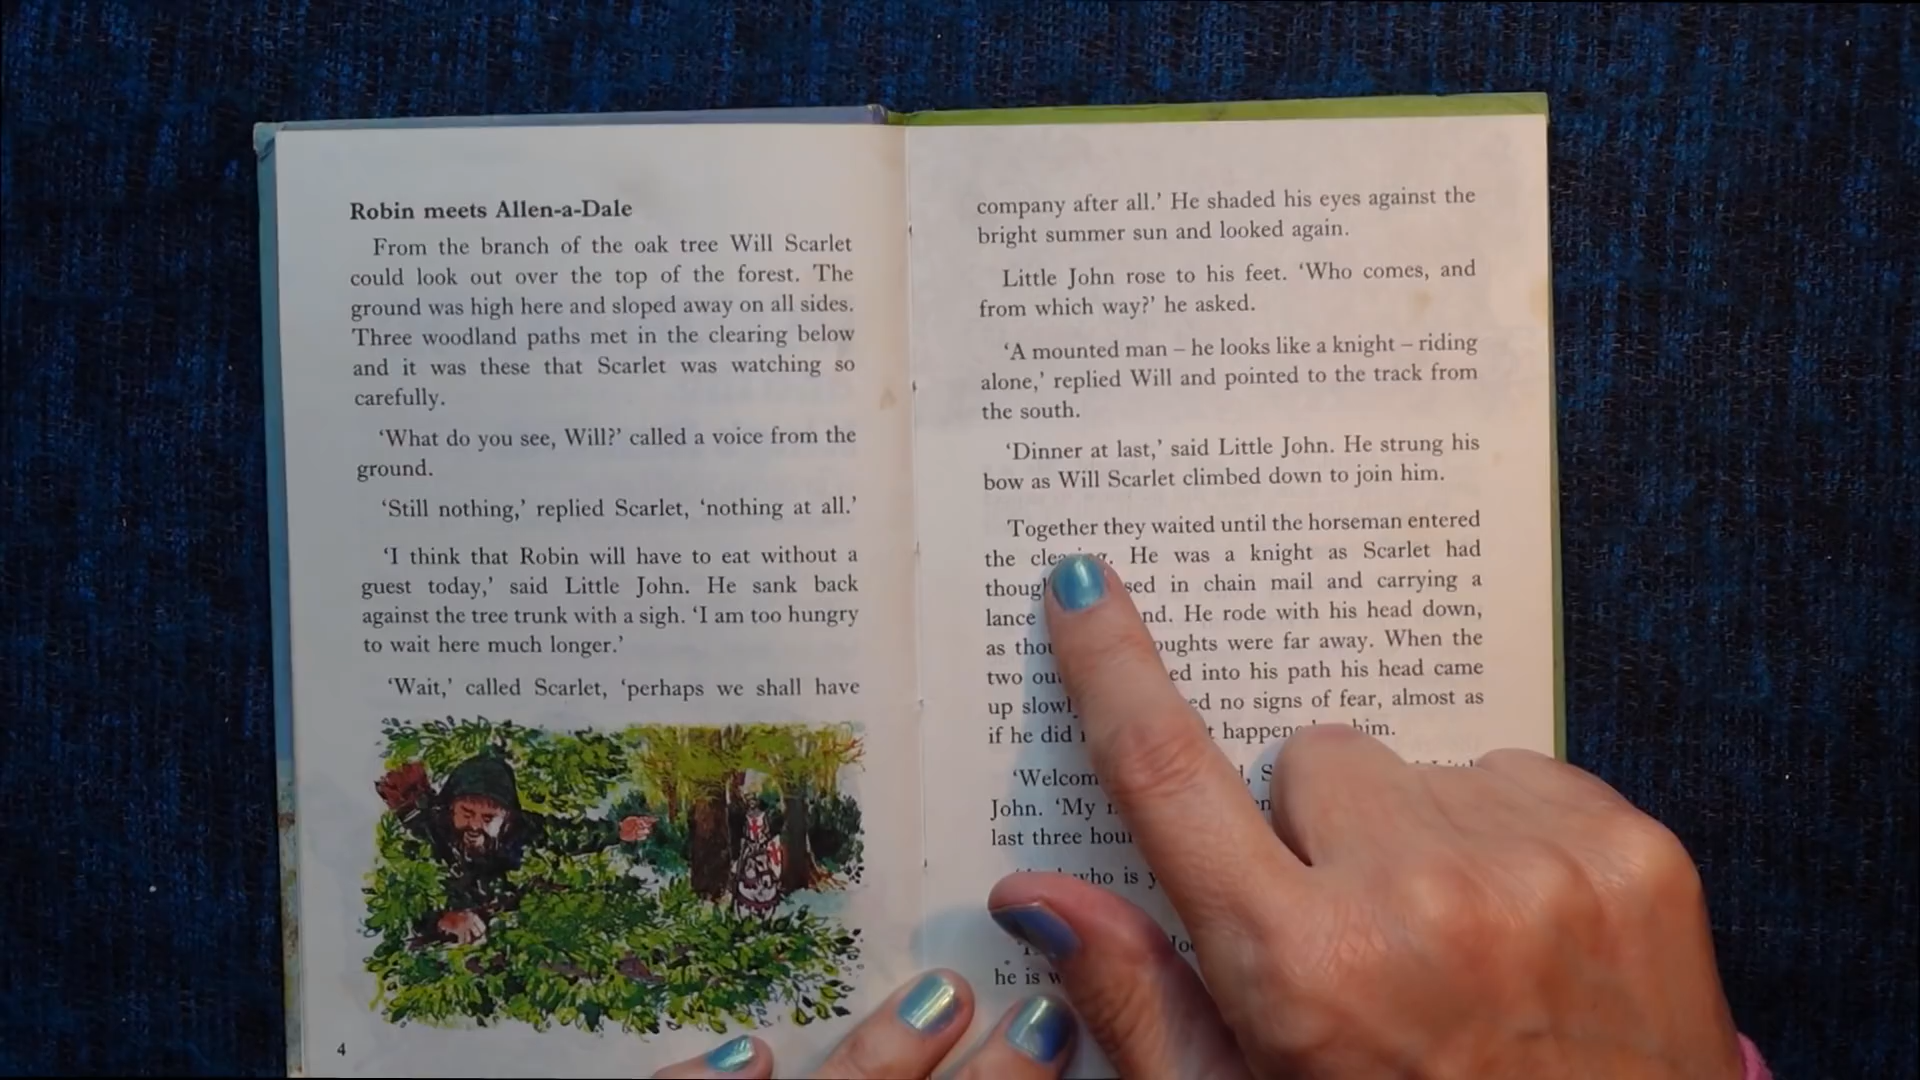 Robin meets Allen-a-Dale
From the branch of the oak tree Will Scarlet
could look out over the top of the forest. The
ground was high here and sloped away on all sides.
Three woodland paths met in the clearing below
and it was these that Scarlet was watching so
carefully.
‘What do you see, Will?’ called a voice from the
ground.
‘Still nothing,’ replied Scarlet, ‘nothing at all.’
‘I think that Robin will have to eat without a
guest today,’ said Little John. He sank back
against the tree trunk with a sigh. ‘I am too hungry
to wait here much longer.’
‘Wait,’ called Scarlet, ‘perhaps we shall have
4
company after all.’ He shaded his eyes against the
bright summer sun and looked again.
Little John rose to his feet. ‘Who comes, and
from which way?’ he asked.
‘A mounted man – he looks like a knight – riding
alone,’ replied Will and pointed to the track from
the south.
‘Dinner at last,’ said Little John. He strung his
bow as Will Scarlet climbed down to join him.
Together they waited until the horseman entered
the He was a knight as Scarlet had
in chain mail and carrying a
lance He rode with his head down,
as were far away. When the
two into his path his head came
up no signs of fear, almost as
if he did him.
John. ‘My
last three
who is
he is